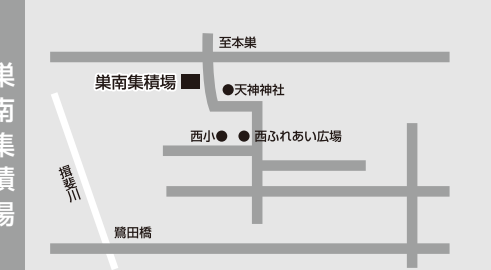 巣南集積場
至本巣
巣南集積場
●天神神社
西小●
●西ふれあい広場
揖斐川
鷺田橋